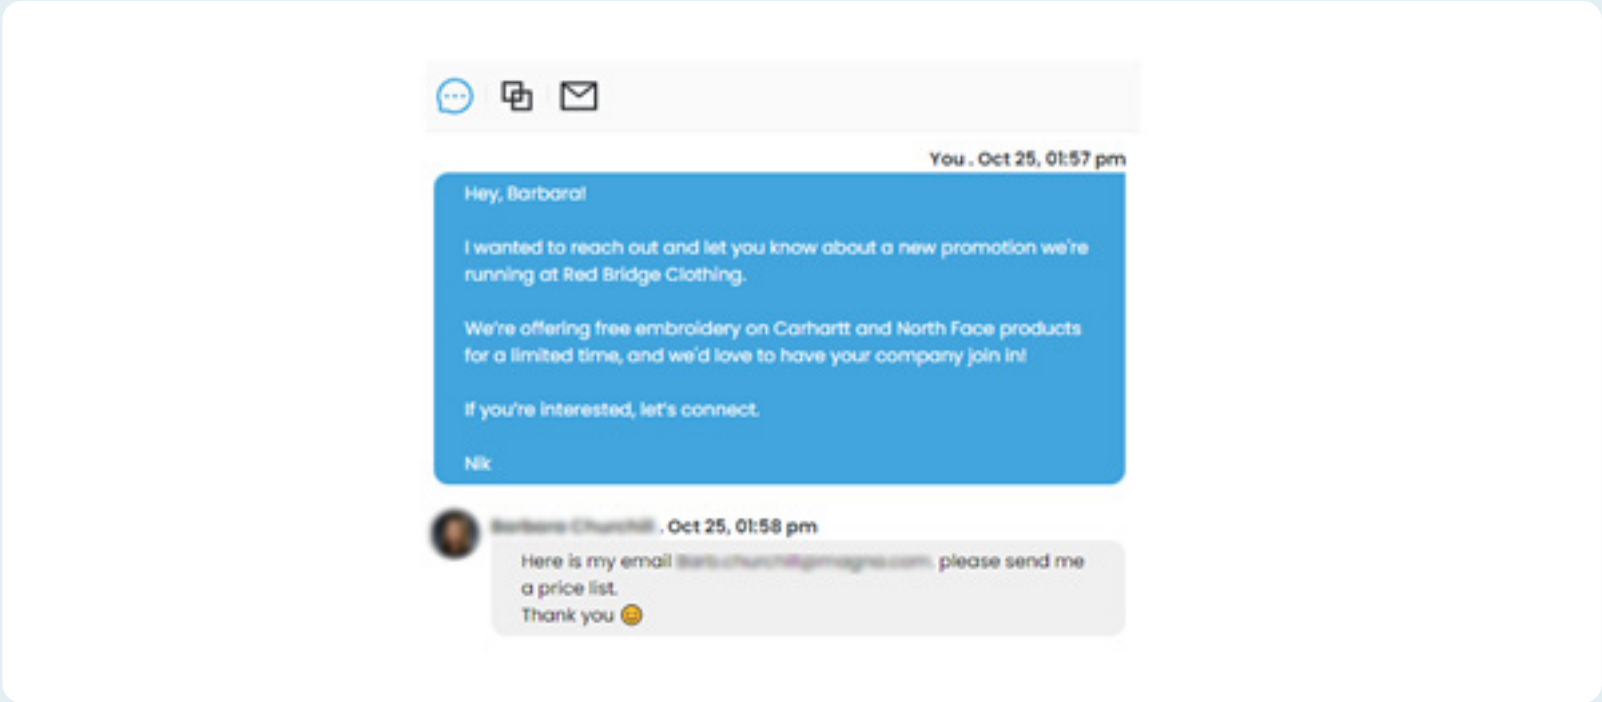 You . Oct 25, 01:57 pm
Hey, Barbara!
I wanted to reach out and let you know about a new promotion we're
running at Red Bridge Clothing.
We're offering free embroidery on Carhartt and North Face products
for a limited time, and we'd love to have your company join in!
If you're interested, let's connect.
Nik
. Oct 25, 01:58 pm
Here is my email please send me
a price list.
Thank you 😊